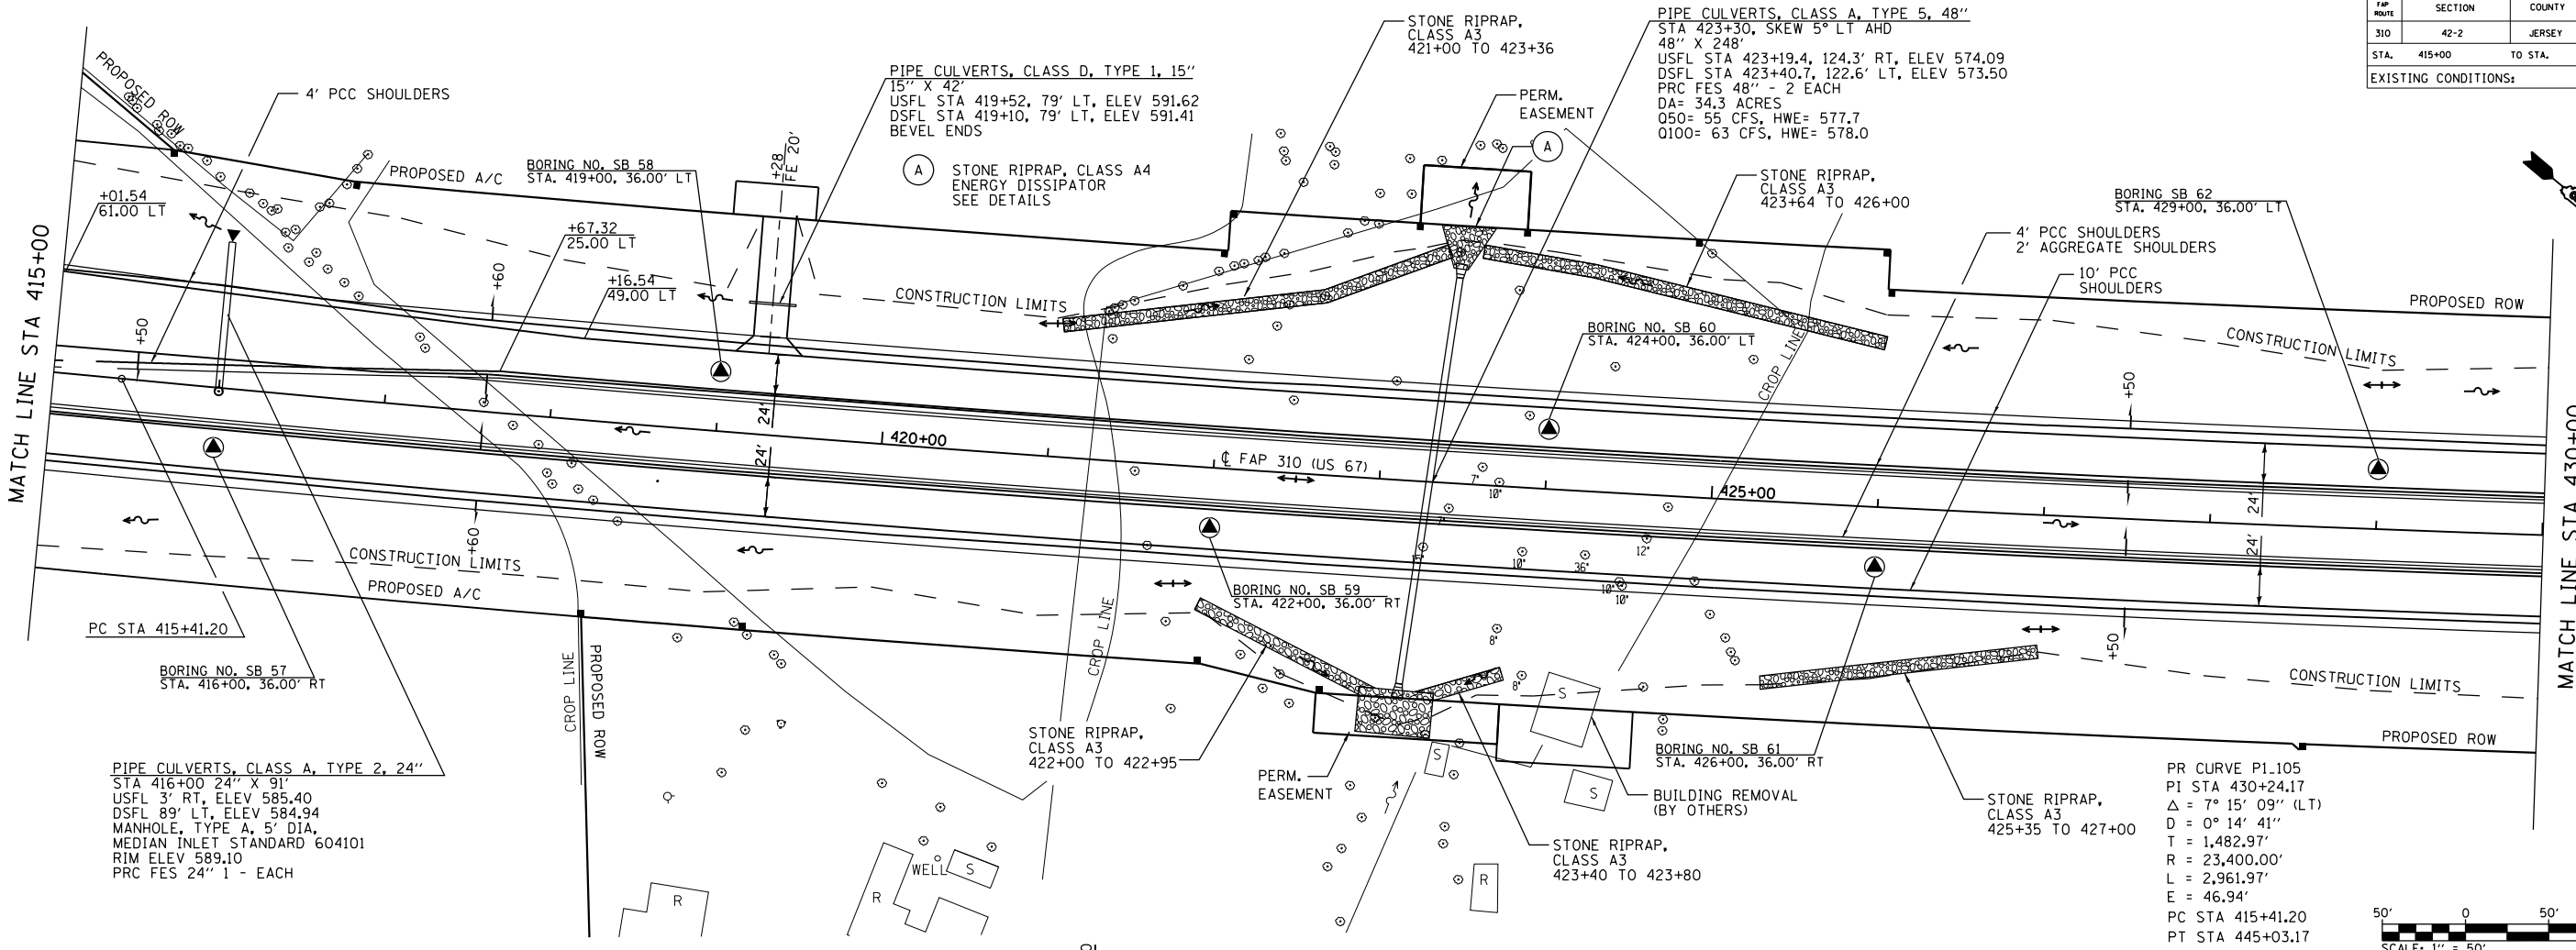 FAP ROUTE SECTION COUNTY
310 42-2 JERSEY
STA. 415+00 TO STA.
EXISTING CONDITIONS:
STONE RIPRAP,
CLASS A3
421+00 TO 423+36
PIPE CULVERTS, CLASS A, TYPE 5, 48''
STA 423+30, SKEW 5° LT AHD
48'' X 248'
USFL STA 423+19.4, 124.3' RT, ELEV 574.09
DSFL STA 423+40.7, 122.6' LT, ELEV 573.50
PRC FES 48'' - 2 EACH
DA= 34.3 ACRES
Q50= 55 CFS, HWE= 577.7
Q100= 63 CFS, HWE= 578.0
PROPOSED ROW
4' PCC SHOULDERS
PIPE CULVERTS, CLASS D, TYPE 1, 15''
15'' X 42'
USFL STA 419+52, 79' LT, ELEV 591.62
DSFL STA 419+10, 79' LT, ELEV 591.41
BEVEL ENDS
PERM.
EASEMENT
A
PROPOSED A/C
BORING NO. SB 58
STA. 419+00, 36.00' LT
+28
FE 20'
A
STONE RIPRAP, CLASS A4
ENERGY DISSIPATOR
SEE DETAILS
STONE RIPRAP,
CLASS A3
423+64 TO 426+00
BORING SB 62
STA. 429+00, 36.00' LT
+01.54
61.00 LT
+67.32
25.00 LT
+16.54
49.00 LT
4' PCC SHOULDERS
2' AGGREGATE SHOULDERS
10' PCC
SHOULDERS
MATCH LINE STA 415+00
+50
+60
CONSTRUCTION LIMITS
BORING NO. SB 60
STA. 424+00, 36.00' LT
CROP LINE
PROPOSED ROW
CONSTRUCTION LIMITS
+50
24'
24'
420+00
℄ FAP 310 (US 67)
7"
10"
7"
425+00
24'
24'
MATCH LINE STA 430+00
+60
CONSTRUCTION LIMITS
PROPOSED A/C
10"
36"
12"
10"
10"
BORING NO. SB 59
STA. 422+00, 36.00' RT
CROP LINE
8"
8"
+50
CONSTRUCTION LIMITS
PROPOSED ROW
PC STA 415+41.20
BORING NO. SB 57
STA. 416+00, 36.00' RT
CROP LINE
PROPOSED ROW
STONE RIPRAP,
CLASS A3
422+00 TO 422+95
PERM.
EASEMENT
S
S
S
BORING NO. SB 61
STA. 426+00, 36.00' RT
BUILDING REMOVAL
(BY OTHERS)
STONE RIPRAP,
CLASS A3
423+40 TO 423+80
STONE RIPRAP,
CLASS A3
425+35 TO 427+00
PIPE CULVERTS, CLASS A, TYPE 2, 24''
STA 416+00 24'' X 91'
USFL 3' RT, ELEV 585.40
DSFL 89' LT, ELEV 584.94
MANHOLE, TYPE A, 5' DIA,
MEDIAN INLET STANDARD 604101
RIM ELEV 589.10
PRC FES 24'' 1 - EACH
R
R
WELL
S
R
PR CURVE P1_105
PI STA 430+24.17
△ = 7° 15' 09'' (LT)
D = 0° 14' 41''
T = 1,482.97'
R = 23,400.00'
L = 2,961.97'
E = 46.94'
PC STA 415+41.20
PT STA 445+03.17
50' 0 50'
SCALE: 1'' = 50'